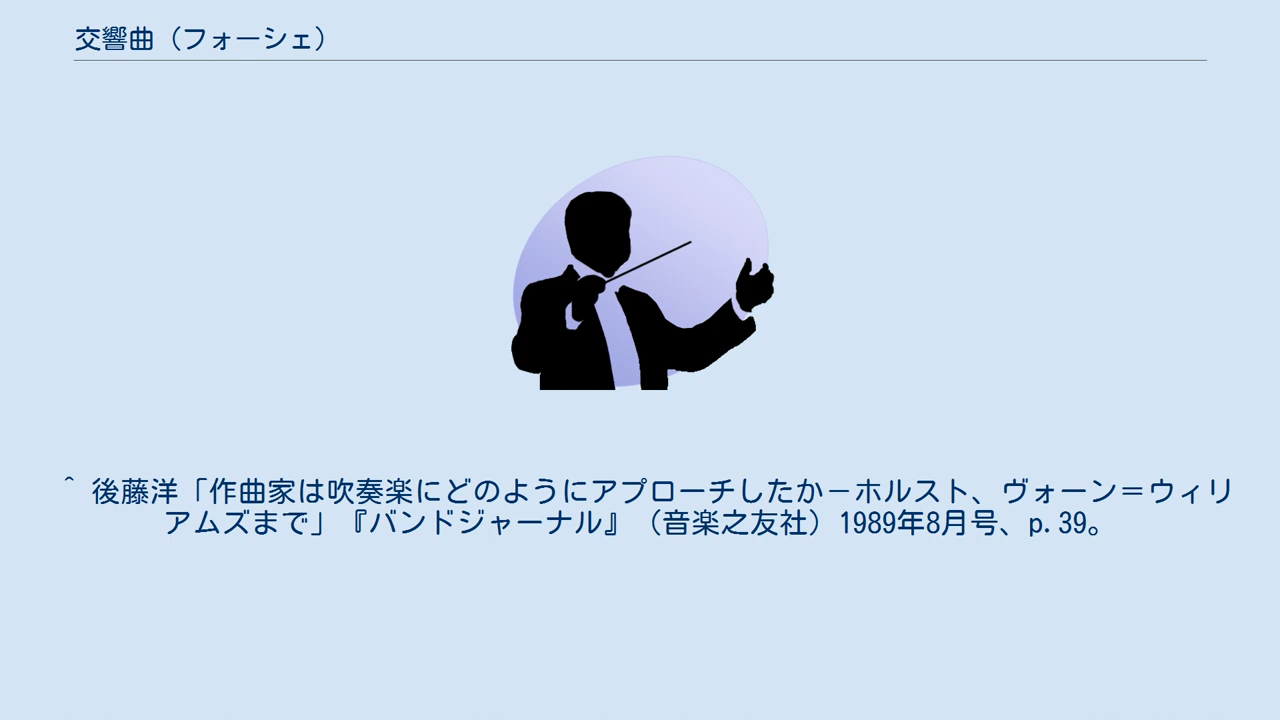 交響曲（フォーシェ）
^ 後藤洋「作曲家は吹奏楽にどのようにアプローチしたか－ホルスト、ヴォーン＝ウィリ
アムズまで」『バンドジャーナル』（音楽之友社）1989年8月号、p.39。